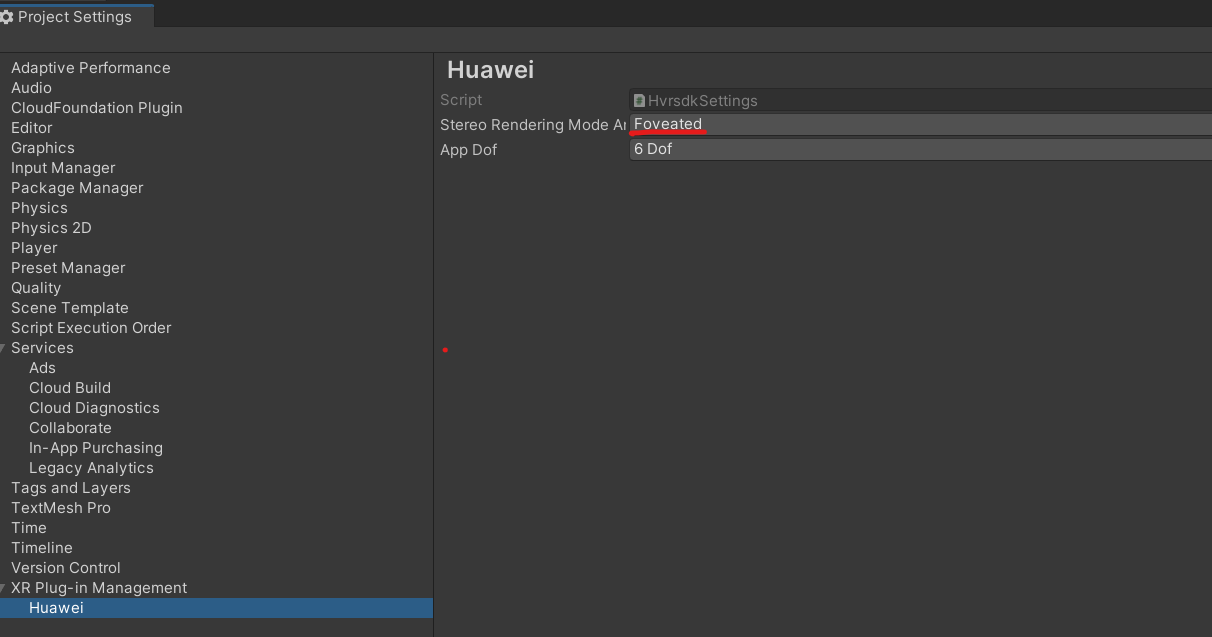 Project Settings
Adaptive Performance
Audio
CloudFoundation Plugin
Editor
Graphics
Input Manager
Package Manager
Physics
Physics 2D
Player
Preset Manager
Quality
Scene Template
Script Execution Order
Services
Ads
Cloud Build
Cloud Diagnostics
Collaborate
In-App Purchasing
Legacy Analytics
Tags and Layers
TextMesh Pro
Time
Timeline
Version Control
XR Plug-in Management
Huawei
Huawei
Script HvrsdkSettings
Stereo Rendering Mode Foveated
App Dof 6 Dof